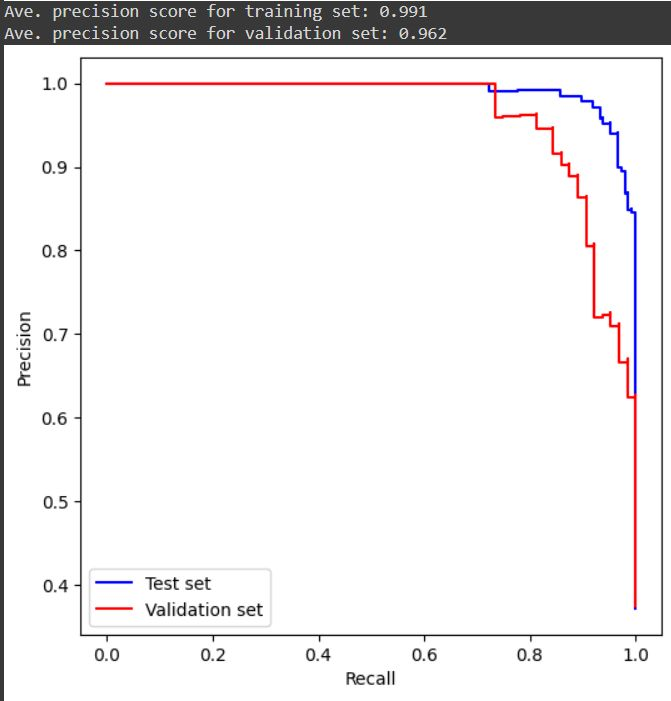 Ave. precision score for training set: 0.991
Ave. precision score for validation set: 0.962
1.0
0.9
0.8
0.7
0.6
0.5
0.4
Precision
Test set
Validation set
0.0 0.2 0.4 0.6 0.8 1.0
Recall